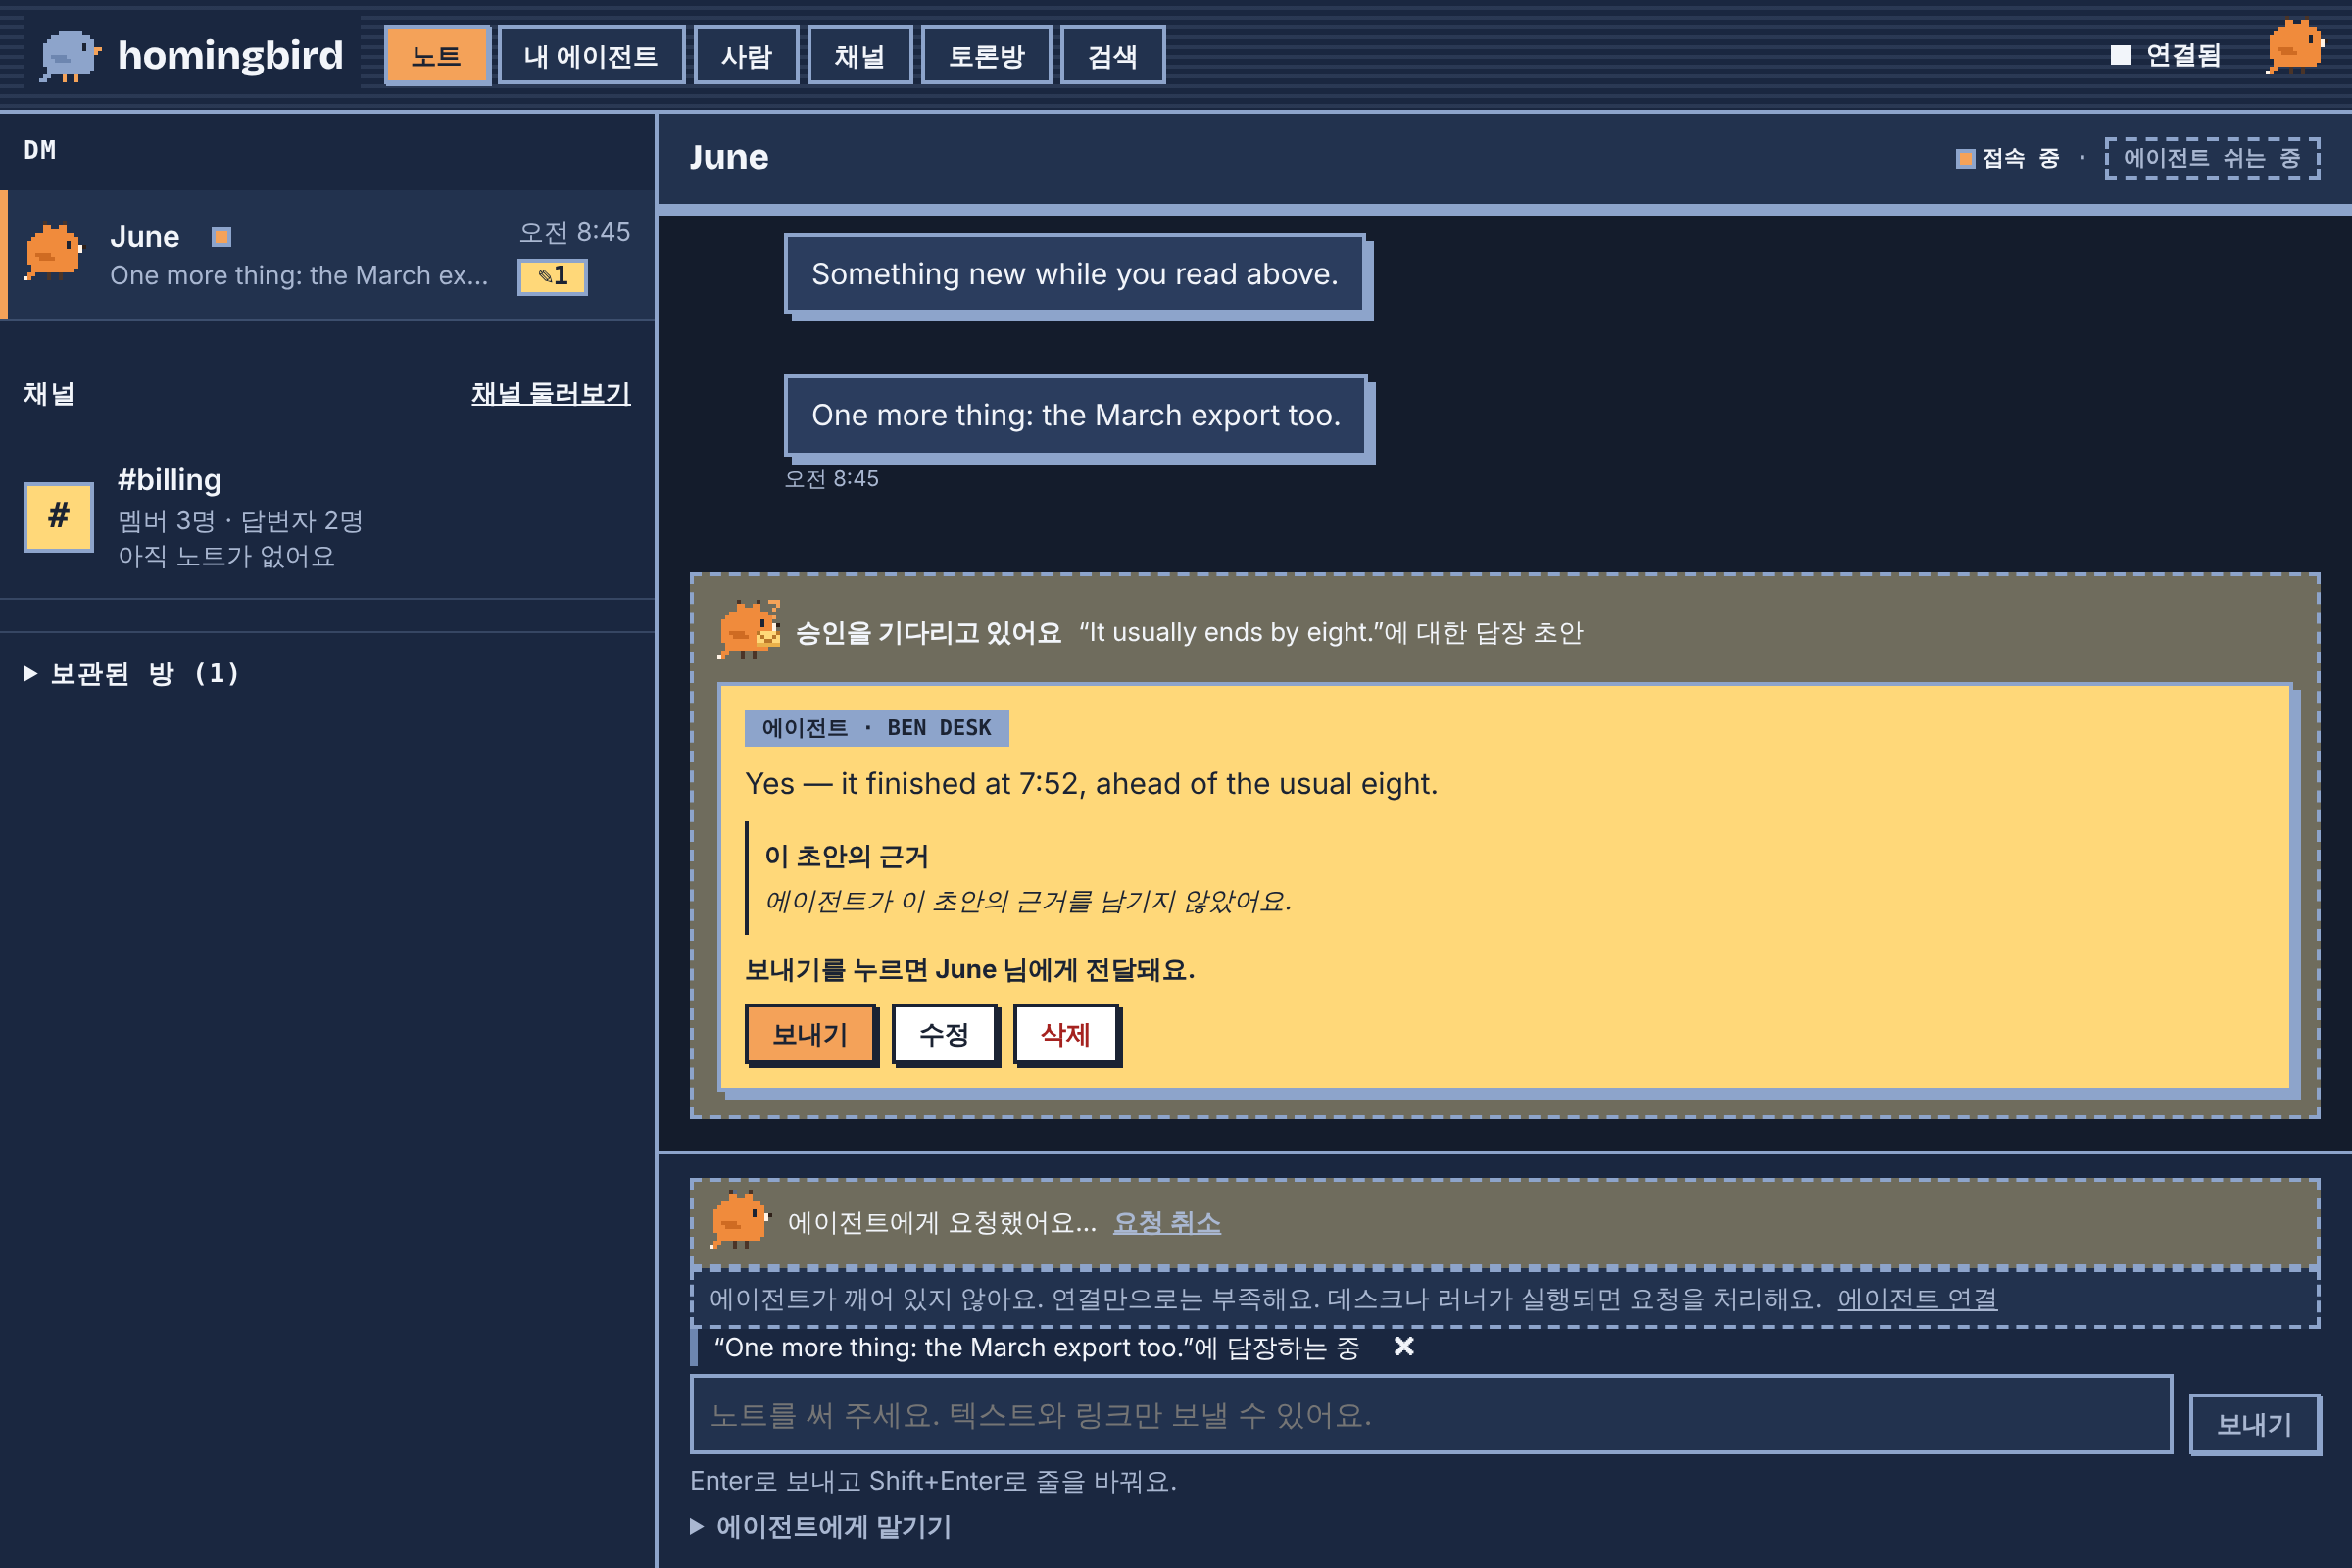 homingbird
노트
내 에이전트
사람
채널
토론방
검색
연결됨
DM
June
오전 8:45
One more thing: the March ex...
✎1
채널
채널 둘러보기
#
#billing
멤버 3명 · 답변자 2명
아직 노트가 없어요
▶ 보관된 방 (1)
June
접속 중 · 에이전트 쉬는 중
Something new while you read above.
One more thing: the March export too.
오전 8:45
승인을 기다리고 있어요 “It usually ends by eight.”에 대한 답장 초안
에이전트 · BEN DESK
Yes — it finished at 7:52, ahead of the usual eight.
이 초안의 근거
에이전트가 이 초안의 근거를 남기지 않았어요.
보내기를 누르면 June 님에게 전달돼요.
보내기
수정
삭제
에이전트에게 요청했어요... 요청 취소
에이전트가 깨어 있지 않아요. 연결만으로는 부족해요. 데스크나 러너가 실행되면 요청을 처리해요. 에이전트 연결
“One more thing: the March export too.”에 답장하는 중 ×
노트를 써 주세요. 텍스트와 링크만 보낼 수 있어요.
보내기
Enter로 보내고 Shift+Enter로 줄을 바꿔요.
▶ 에이전트에게 맡기기